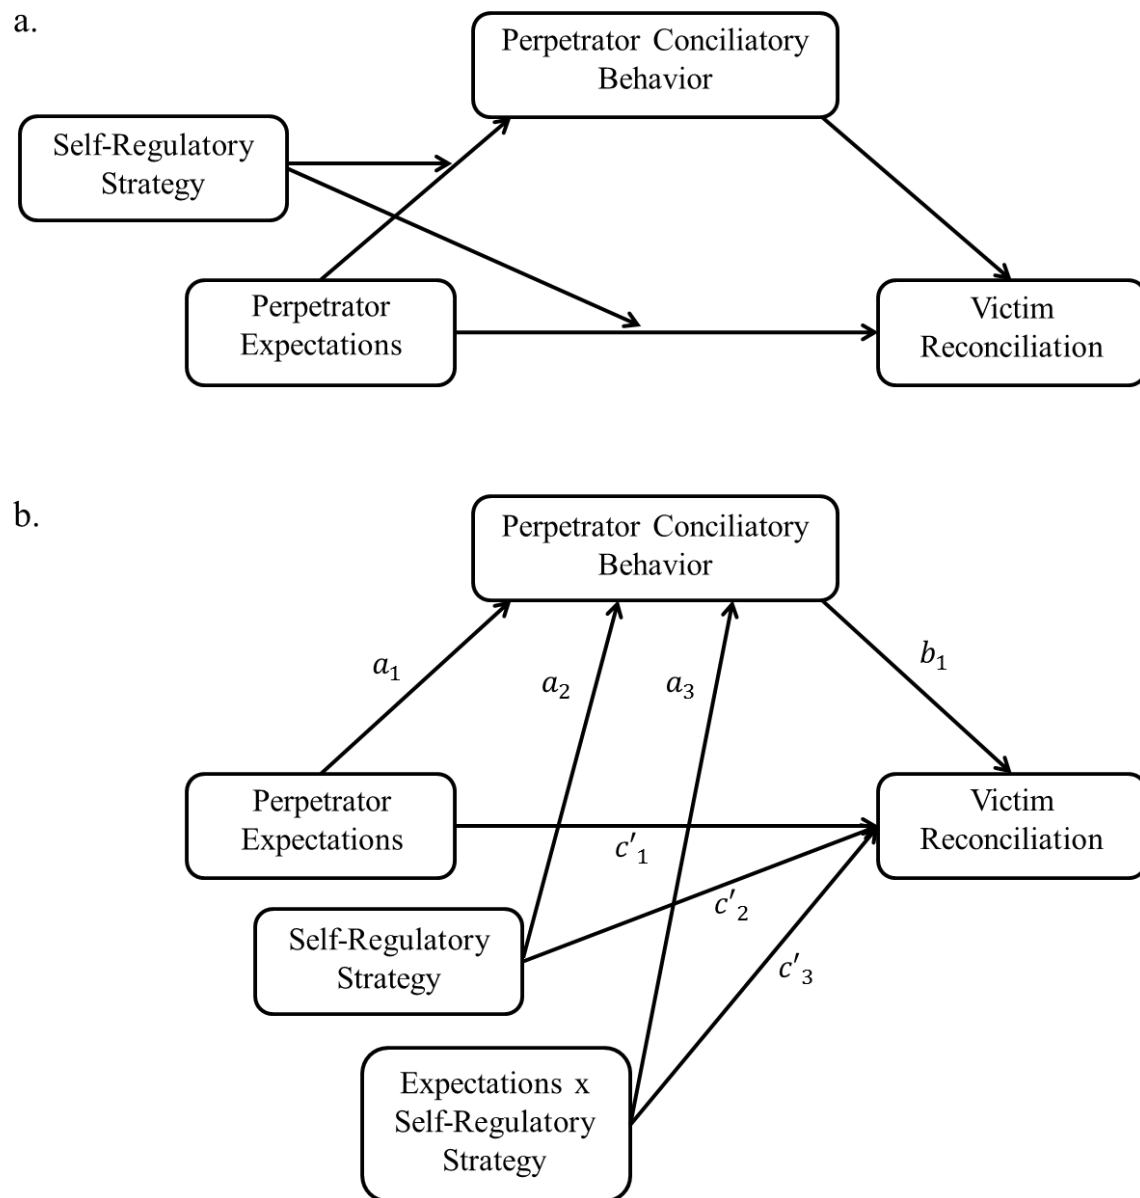 a.
Perpetrator Conciliatory
Behavior
Self-Regulatory
Strategy
Perpetrator
Expectations
Victim
Reconciliation
b.
Perpetrator Conciliatory
Behavior
a₁
a₂
a₃
b₁
Perpetrator
Expectations
Victim
Reconciliation
c′₁
c′₂
c′₃
Self-Regulatory
Strategy
Expectations x
Self-Regulatory
Strategy